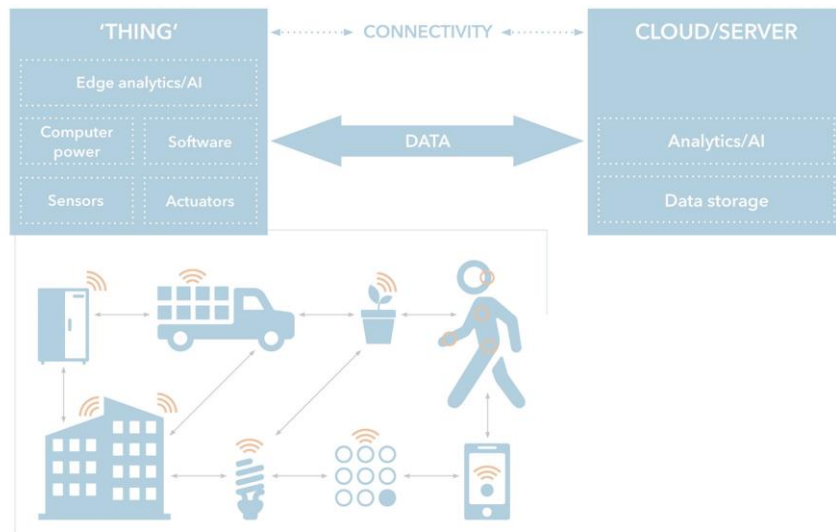 'THING'
CONNECTIVITY
CLOUD/SERVER
Edge analytics/AI
Computer
power
Software
DATA
Analytics/AI
Sensors
Actuators
Data storage